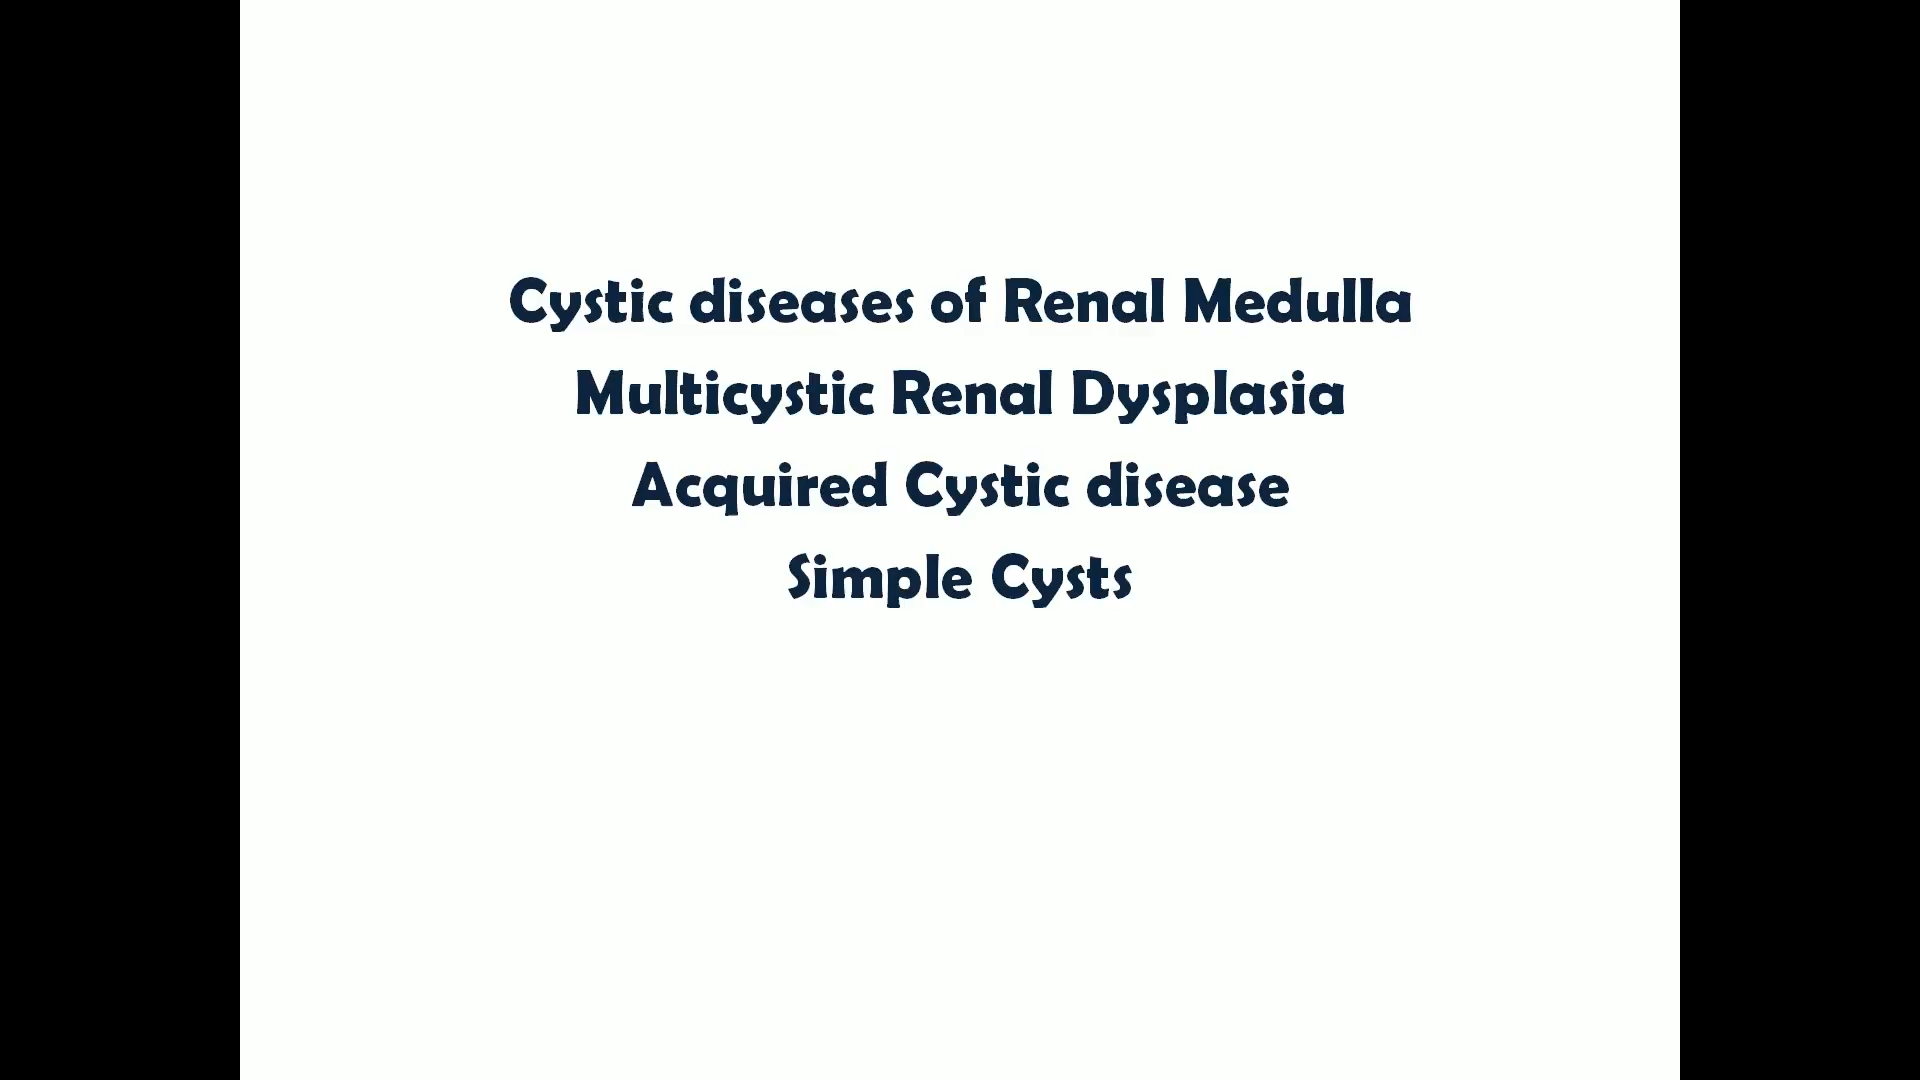 Cystic diseases of Renal Medulla
Multicystic Renal Dysplasia
Acquired Cystic disease
Simple Cysts